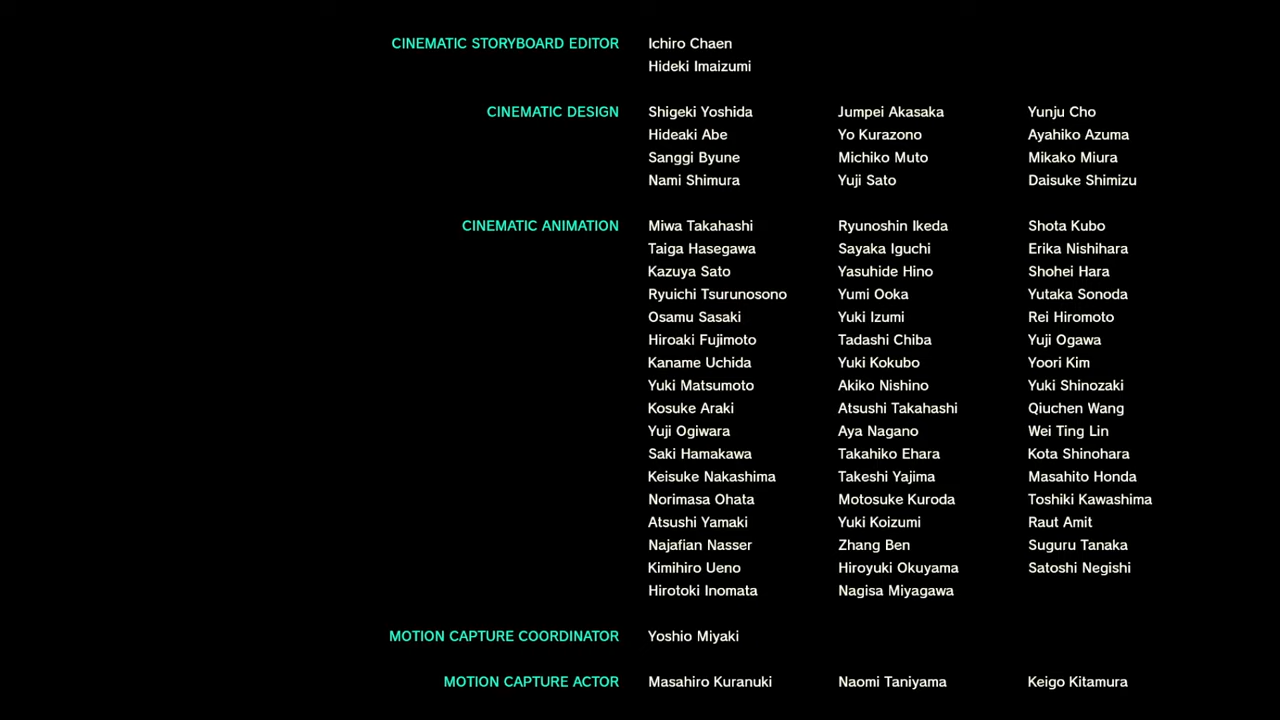 CINEMATIC STORYBOARD EDITOR Ichiro Chaen
Hideki Imaizumi
CINEMATIC DESIGN Shigeki Yoshida Jumpei Akasaka Yunju Cho
Hideaki Abe Yo Kurazono Ayahiko Azuma
Sanggi Byune Michiko Muto Mikako Miura
Nami Shimura Yuji Sato Daisuke Shimizu
CINEMATIC ANIMATION Miwa Takahashi Ryunoshin Ikeda Shota Kubo
Taiga Hasegawa Sayaka Iguchi Erika Nishihara
Kazuya Sato Yasuhide Hino Shohei Hara
Ryuichi Tsurunosono Yumi Ooka Yutaka Sonoda
Osamu Sasaki Yuki Izumi Rei Hiromoto
Hiroaki Fujimoto Tadashi Chiba Yuji Ogawa
Kaname Uchida Yuki Kokubo Yoori Kim
Yuki Matsumoto Akiko Nishino Yuki Shinozaki
Kosuke Araki Atsushi Takahashi Qiuchen Wang
Yuji Ogiwara Aya Nagano Wei Ting Lin
Saki Hamakawa Takahiko Ehara Kota Shinohara
Keisuke Nakashima Takeshi Yajima Masahito Honda
Norimasa Ohata Motosuke Kuroda Toshiki Kawashima
Atsushi Yamaki Yuki Koizumi Raut Amit
Najafian Nasser Zhang Ben Suguru Tanaka
Kimihiro Ueno Hiroyuki Okuyama Satoshi Negishi
Hirotoki Inomata Nagisa Miyagawa
MOTION CAPTURE COORDINATOR Yoshio Miyaki
MOTION CAPTURE ACTOR Masahiro Kuranuki Naomi Taniyama Keigo Kitamura